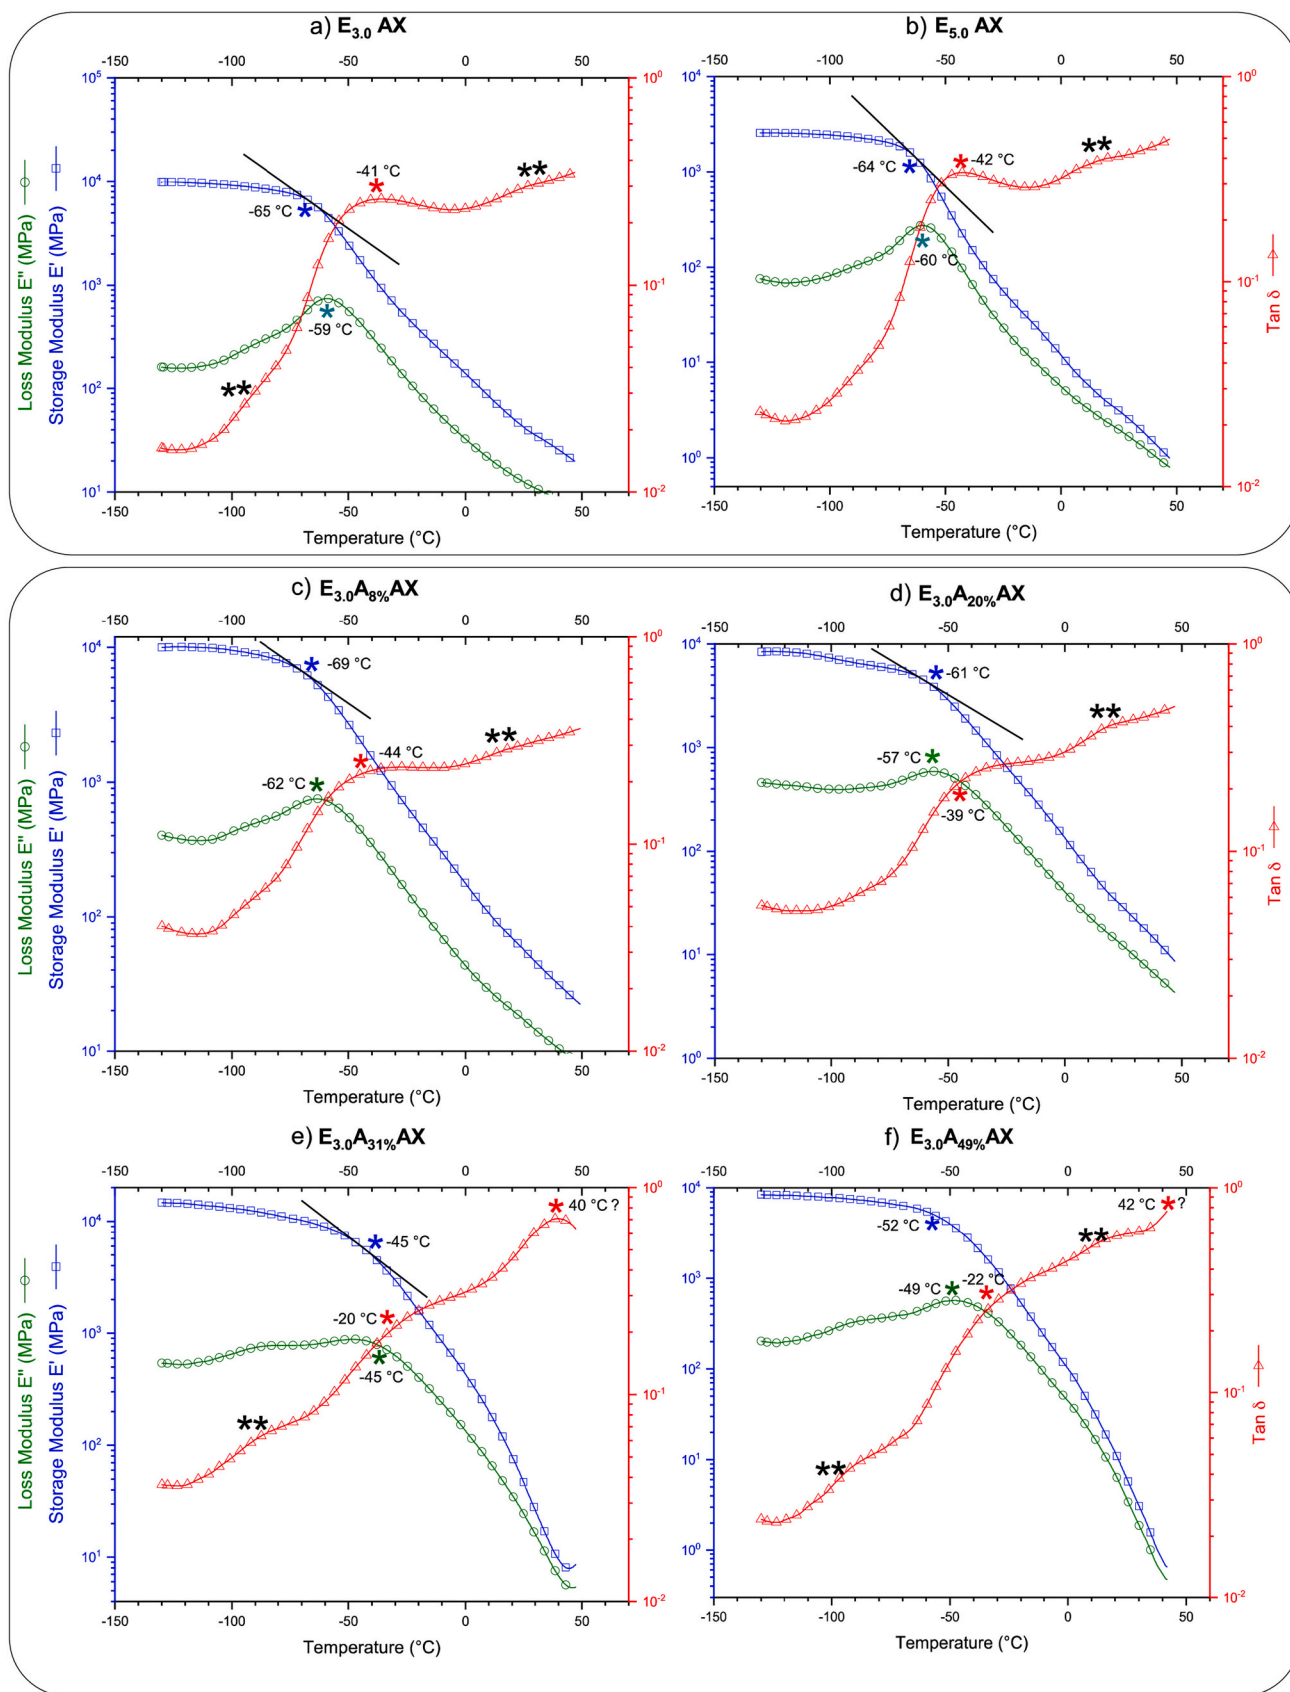 a) E3.0 AX
-150 -100 -50 0 50
10^5
10^4
10^3
10^2
10^1
10^0
10^-1
10^-2
-65 °C
-41 °C
-59 °C
**
**
-150 -100 -50 0 50
Temperature (°C)
Loss Modulus E" (MPa)
Storage Modulus E' (MPa)
b) E5.0 AX
-150 -100 -50 0 50
10^4
10^3
10^2
10^1
10^0
10^0
10^-1
10^-2
-64 °C
-42 °C
-60 °C
**
-150 -100 -50 0 50
Temperature (°C)
Tan δ
c) E3.0A8%AX
-150 -100 -50 0 50
10^4
10^3
10^2
10^1
10^0
10^-1
10^-2
-69 °C
-44 °C
-62 °C
**
-150 -100 -50 0 50
Temperature (°C)
Loss Modulus E" (MPa)
Storage Modulus E' (MPa)
d) E3.0A20%AX
-150 -100 -50 0 50
10^4
10^3
10^2
10^1
10^0
10^0
10^-1
10^-2
-61 °C
-57 °C
-39 °C
**
-150 -100 -50 0 50
Temperature (°C)
Tan δ
e) E3.0A31%AX
-150 -100 -50 0 50
10^4
10^3
10^2
10^1
10^0
10^-1
10^-2
40 °C ?
-45 °C
-20 °C
-45 °C
**
-150 -100 -50 0 50
Temperature (°C)
Loss Modulus E" (MPa)
Storage Modulus E' (MPa)
f) E3.0A49%AX
-150 -100 -50 0 50
10^4
10^3
10^2
10^1
10^0
10^0
10^-1
10^-2
42 °C ?
-52 °C
-49 °C
-22 °C
**
**
-150 -100 -50 0 50
Temperature (°C)
Tan δ